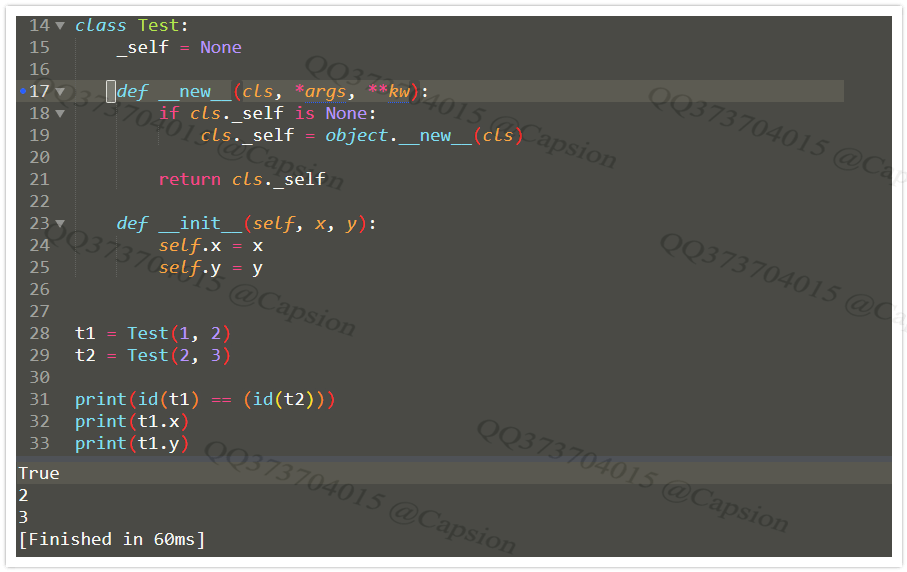 14 class Test:
15     _self = None
16
17     def __new__(cls, *args, **kw):
18         if cls._self is None:
19             cls._self = object.__new__(cls)
20
21         return cls._self
22
23     def __init__(self, x, y):
24         self.x = x
25         self.y = y
26
27
28 t1 = Test(1, 2)
29 t2 = Test(2, 3)
30
31 print(id(t1) == (id(t2)))
32 print(t1.x)
33 print(t1.y)
True
2
3
[Finished in 60ms]
QQ373704015 @Capsion
QQ373704015 @Capsion
QQ373704015 @Ca
QQ373704015 @Capsion
QQ373704015 @Ca
QQ373704015 @Capsion
QQ373704015 @Capsion